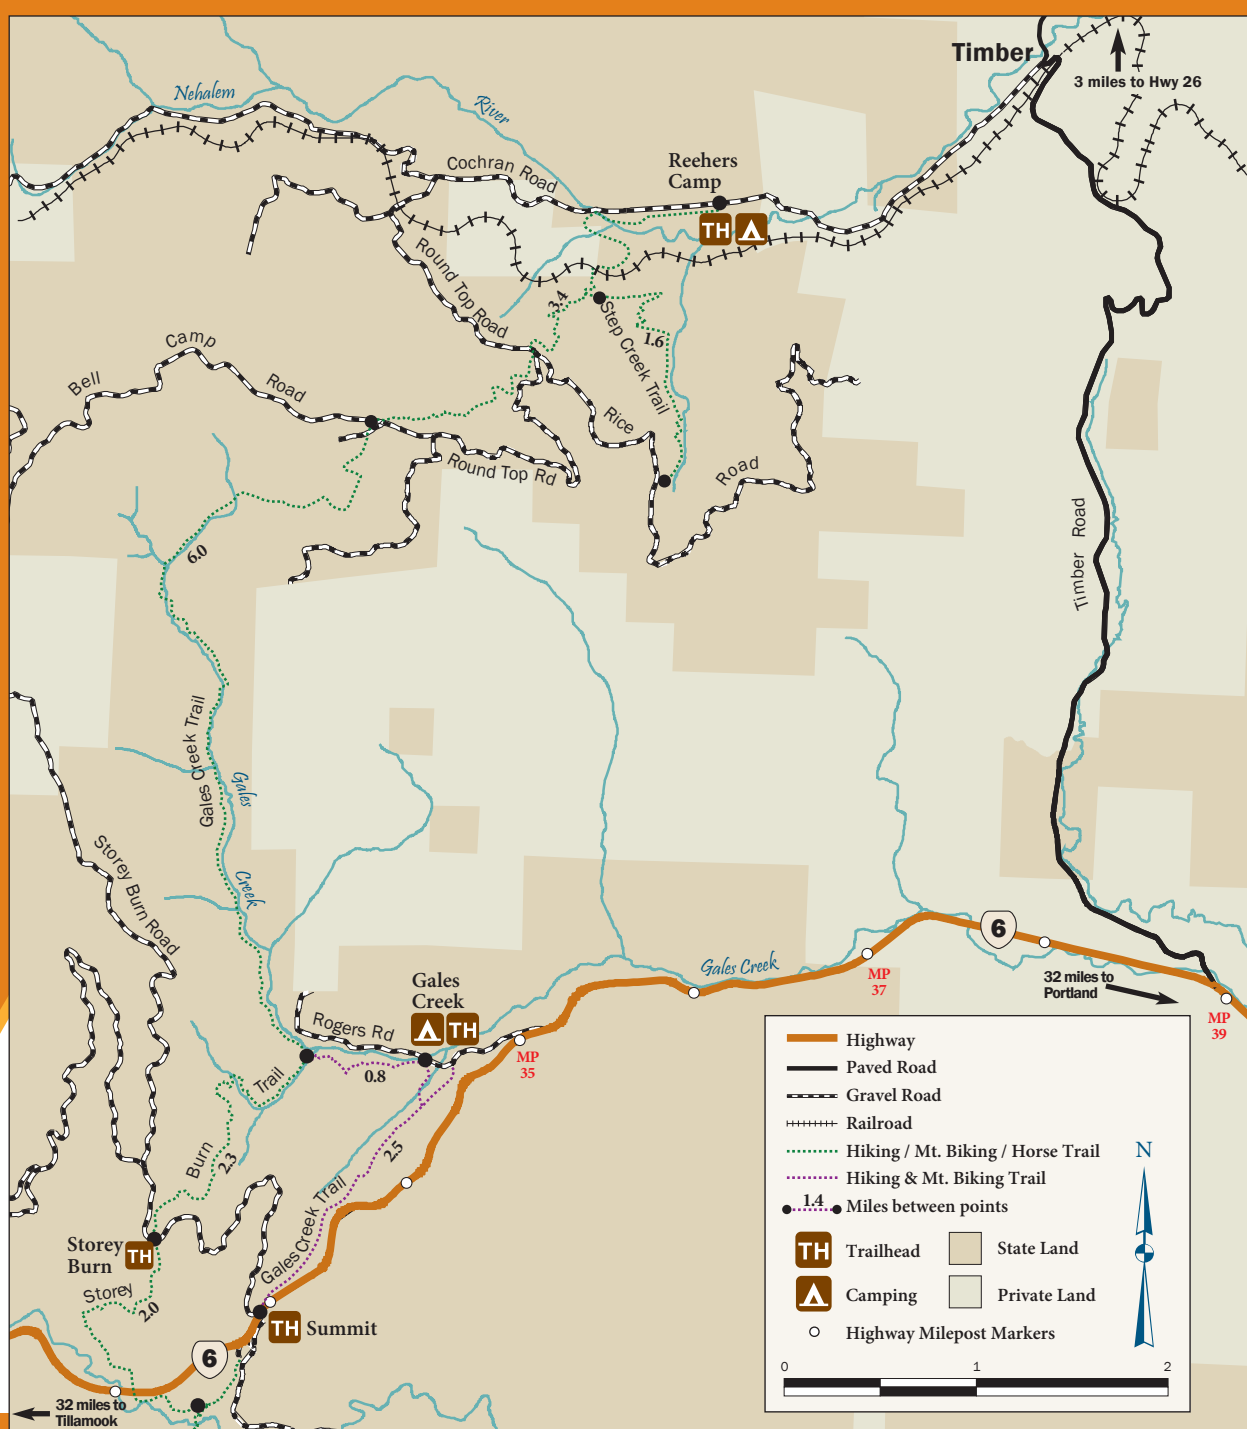 Timber
3 miles to Hwy 26
Nehalem
River
Cochran Road
Reehers
Camp
TH
Round Top Road
3.4
Step Creek Trail
1.6
Bell
Camp
Road
Rice
Road
Round Top Rd
6.0
Timber Road
Gales Creek Trail
Gales
Creek
Storey Burn Road
Gales Creek
6
MP
37
32 miles to
Portland
MP
39
Gales
Creek
TH
Rogers Rd
MP
35
0.8
Trail
Burn
2.3
2.5
Gales Creek Trail
Storey
Burn
TH
Storey
2.0
TH
Summit
6
32 miles to
Tillamook
Highway
Paved Road
Gravel Road
Railroad
Hiking / Mt. Biking / Horse Trail
Hiking & Mt. Biking Trail
1.4
Miles between points
N
TH
Trailhead
State Land
Camping
Private Land
Highway Milepost Markers
0
1
2